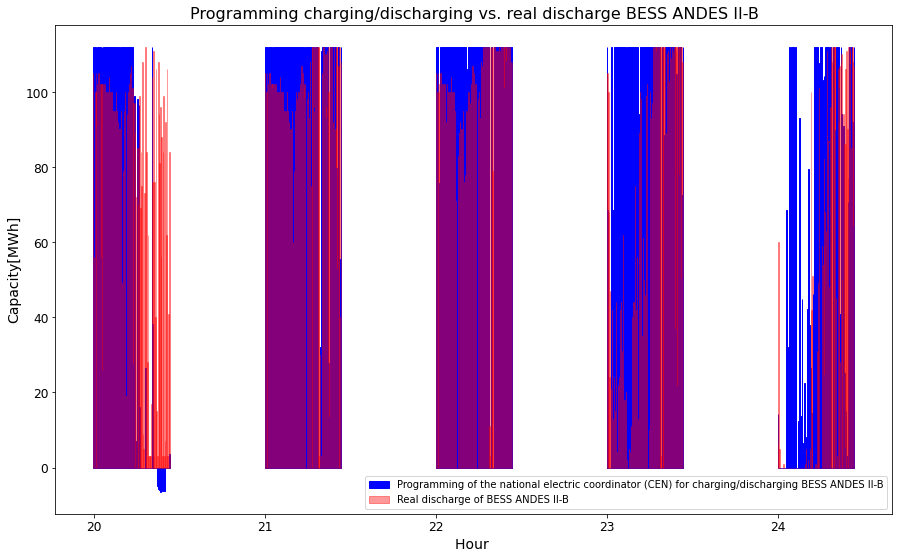 Programming charging/discharging vs. real discharge BESS ANDES II-B
Capacity[MWh]
100
80
60
40
20
0
20
21
22
23
24
Hour
Programming of the national electric coordinator (CEN) for charging/discharging BESS ANDES II-B
Real discharge of BESS ANDES II-B